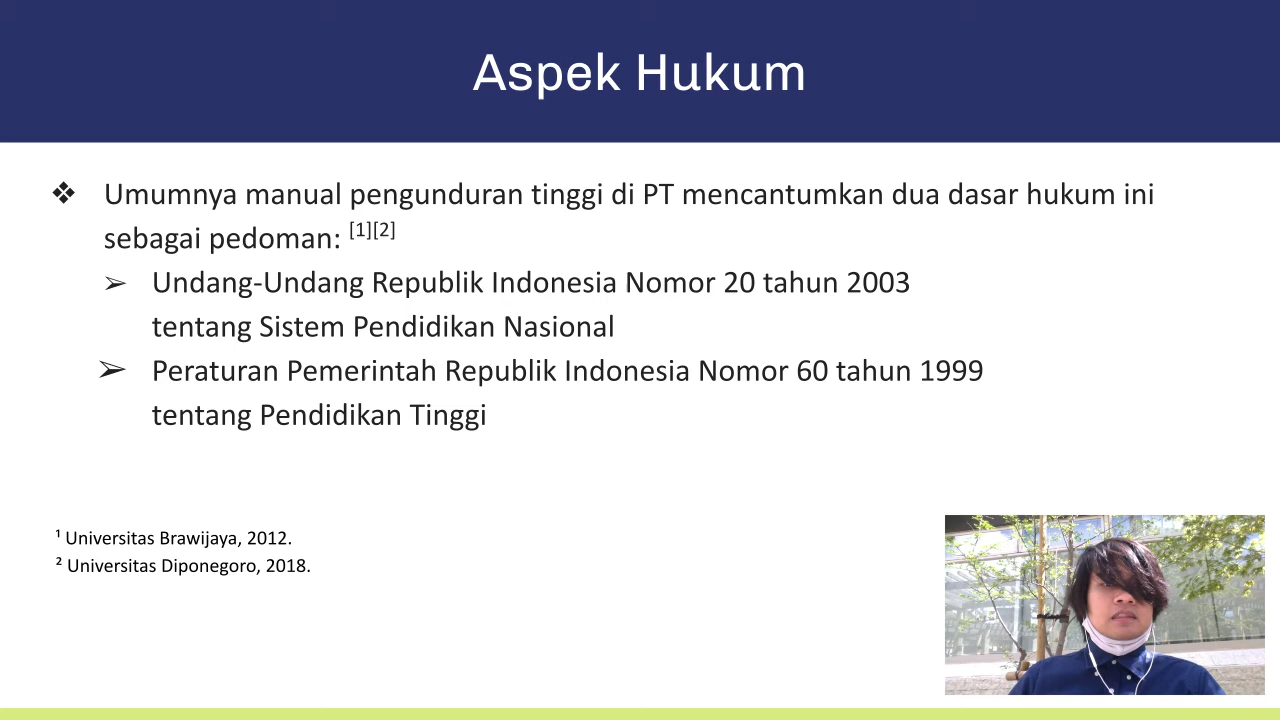 Aspek Hukum
❖ Umumnya manual pengunduran tinggi di PT mencantumkan dua dasar hukum ini
sebagai pedoman: [1][2]
➢ Undang-Undang Republik Indonesia Nomor 20 tahun 2003
tentang Sistem Pendidikan Nasional
➢ Peraturan Pemerintah Republik Indonesia Nomor 60 tahun 1999
tentang Pendidikan Tinggi
¹ Universitas Brawijaya, 2012.
² Universitas Diponegoro, 2018.